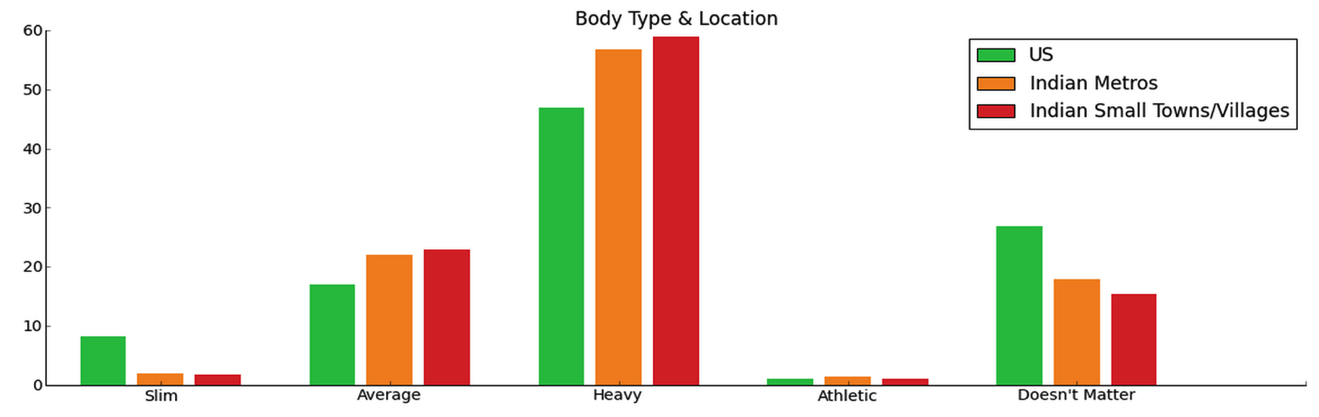 Body Type & Location
60
50
40
30
20
10
0
US
Indian Metros
Indian Small Towns/Villages
Slim Average Heavy Athletic Doesn't Matter